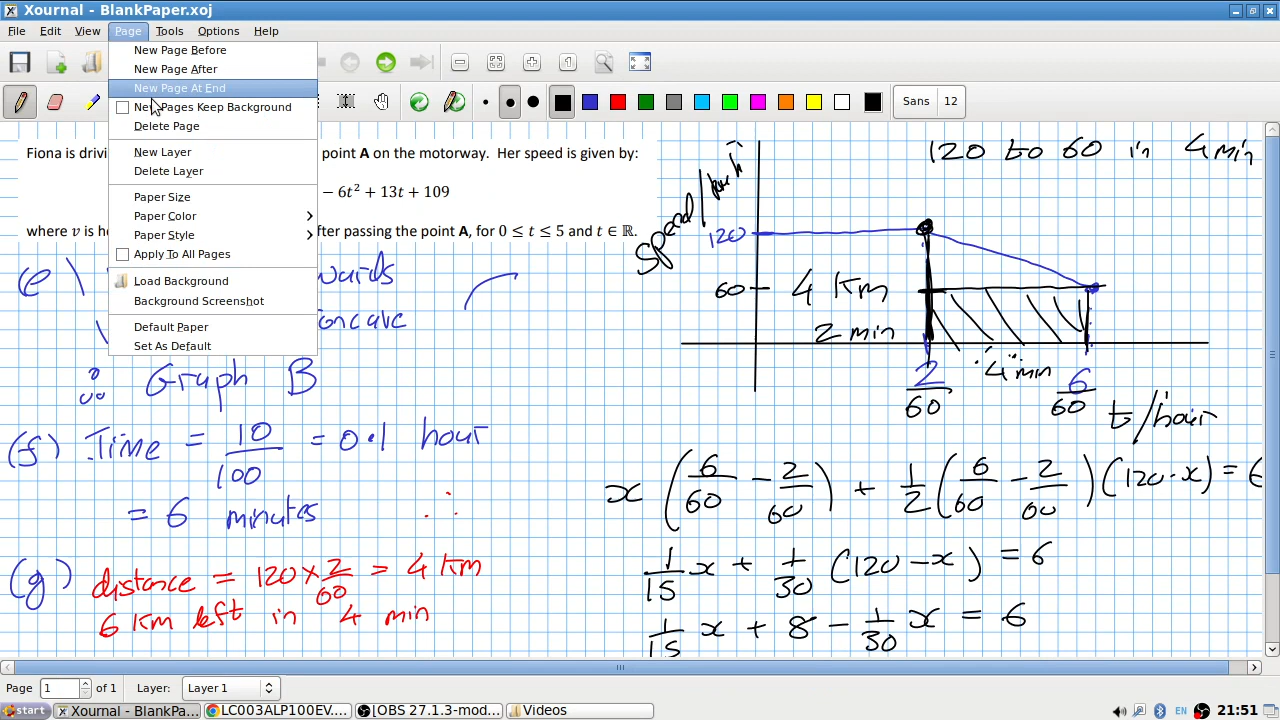 Xournal - BlankPaper.xoj
File Edit View Page Tools Options Help
New Page Before
New Page After
New Page At End
New Pages Keep Background
Delete Page
New Layer
Delete Layer
Paper Size
Paper Color
Paper Style
Apply To All Pages
Load Background
Background Screenshot
Default Paper
Set As Default
Sans 12
Fiona is drivi point A on the motorway. Her speed is given by:
− 6t² + 13t + 109
where v is he fter passing the point A, for 0 ≤ t ≤ 5 and t ∈ ℝ.
e) wards
oncave
∴ Graph B
(f) Time = 10/100 = 0.1 hour
= 6 minutes
(g) distance = 120 × 2/60 = 4 Km
6 Km left in 4 min
120 to 60 in 4 min
120
60
4 Km
2 min
"4" min
2/60 6/60
t/hour
x (6/60 − 2/60) + 1/2 (6/60 − 2/60)(120-x) = 6
1/15 x + 1/30 (120 − x) = 6
1/15 x + 8 − 1/30 x = 6
Page 1 of 1 Layer: Layer 1
start Xournal - BlankPa... LC003ALP100EV.... [OBS 27.1.3-mod... Videos EN 21:51